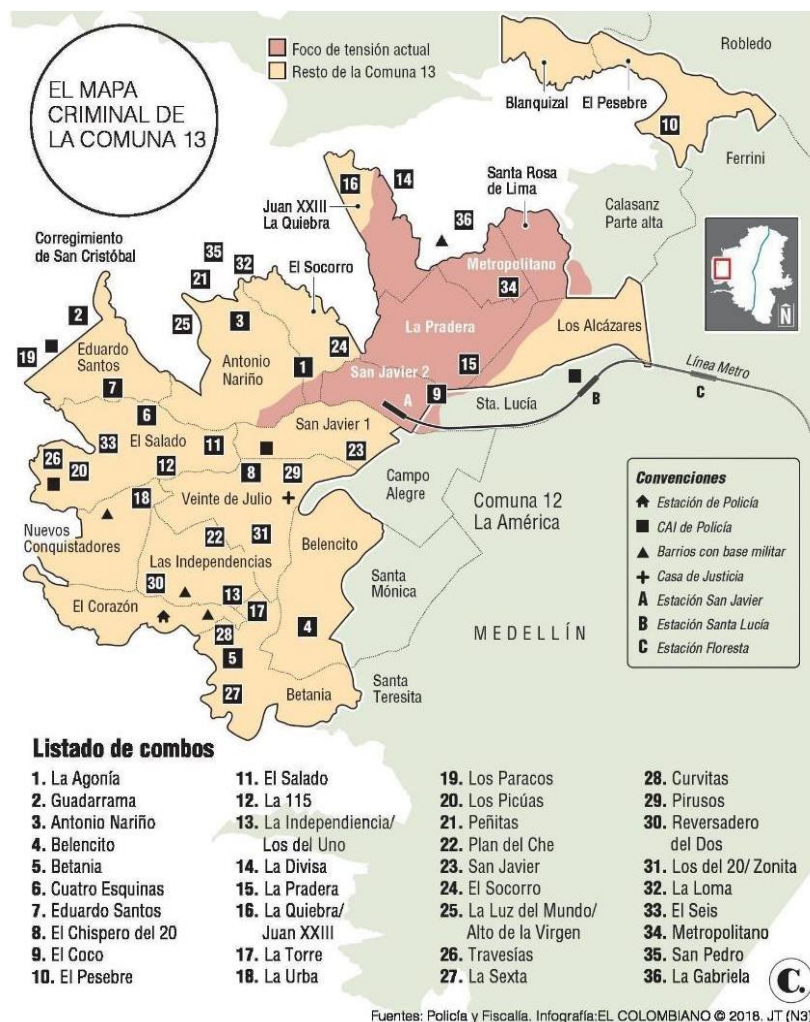 EL MAPA
CRIMINAL DE
LA COMUNA 13
Foco de tensión actual
Resto de la Comuna 13
Robledo
Blanquizal
El Pesebre
10
Ferrini
16
14
Santa Rosa
de Lima
Juan XXIII
La Quiebra
36
Calasanz
Parte alta
Corregimiento
de San Cristóbal
35
32
21
El Socorro
Metropolitano
34
N
2
25
3
La Pradera
Los Alcázares
19
Eduardo
Santos
Antonio
Nariño
24
1
15
Línea Metro
7
San Javier 2
9
A
Sta. Lucía
B
C
6
San Javier 1
33
El Salado
11
23
26
20
12
8
29
Campo
Alegre
18
Veinte de Julio
Comuna 12
La América
Nuevos
Conquistadores
22
31
Belencito
Las Independencias
Santa
Mónica
30
El Corazón
13
17
4
MEDELLÍN
28
5
27
Betania
Santa
Teresita
Convenciones
Estación de Policía
CAI de Policía
Barrios con base militar
Casa de Justicia
A Estación San Javier
B Estación Santa Lucía
C Estación Floresta
Listado de combos
1. La Agonía
2. Guadarrama
3. Antonio Nariño
4. Belencito
5. Betania
6. Cuatro Esquinas
7. Eduardo Santos
8. El Chispero del 20
9. El Coco
10. El Pesebre
11. El Salado
12. La 115
13. La Independiencia/
Los del Uno
14. La Divisa
15. La Pradera
16. La Quiebra/
Juan XXIII
17. La Torre
18. La Urba
19. Los Paracos
20. Los Picúas
21. Peñitas
22. Plan del Che
23. San Javier
24. El Socorro
25. La Luz del Mundo/
Alto de la Virgen
26. Travesías
27. La Sexta
28. Curvitas
29. Pirusos
30. Reversadero
del Dos
31. Los del 20/ Zonita
32. La Loma
33. El Seis
34. Metropolitano
35. San Pedro
36. La Gabriela
C.
Fuentes: Policía y Fiscalía. Infografía:EL COLOMBIANO © 2018. JT (N3)